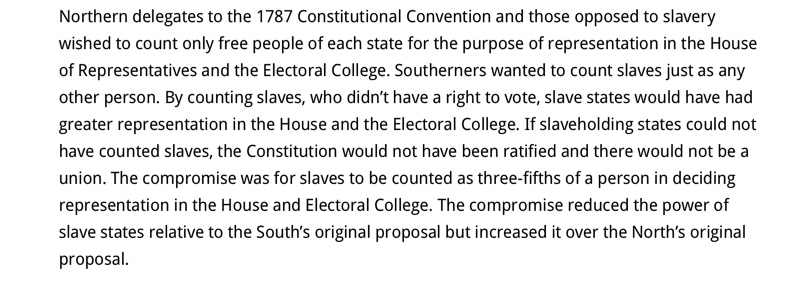 Northern delegates to the 1787 Constitutional Convention and those opposed to slavery
wished to count only free people of each state for the purpose of representation in the House
of Representatives and the Electoral College. Southerners wanted to count slaves just as any
other person. By counting slaves, who didn’t have a right to vote, slave states would have had
greater representation in the House and the Electoral College. If slaveholding states could not
have counted slaves, the Constitution would not have been ratified and there would not be a
union. The compromise was for slaves to be counted as three-fifths of a person in deciding
representation in the House and Electoral College. The compromise reduced the power of
slave states relative to the South’s original proposal but increased it over the North’s original
proposal.